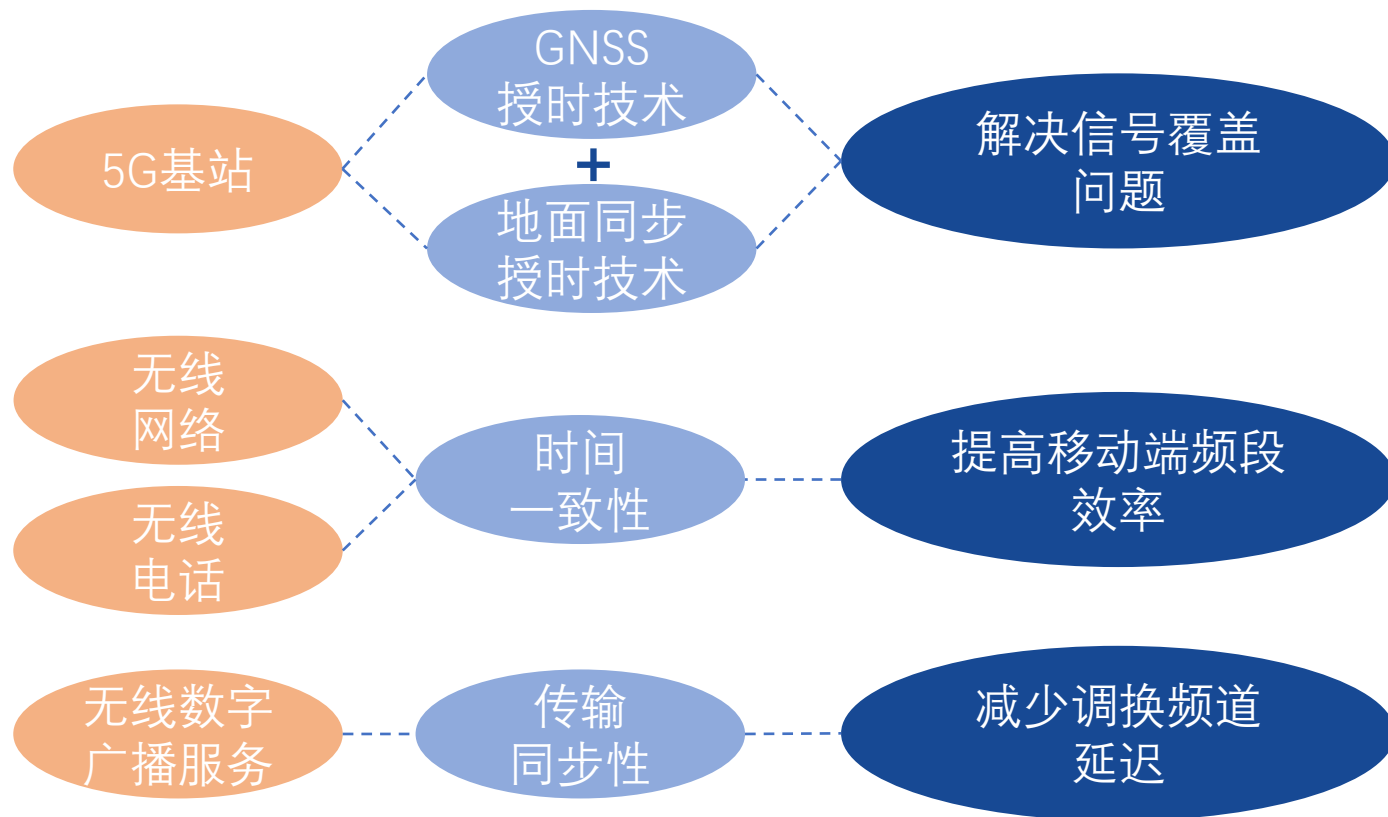 GNSS
授时技术
5G基站
+
解决信号覆盖
问题
地面同步
授时技术
无线
网络
无线
电话
时间
一致性
提高移动端频段
效率
无线数字
广播服务
传输
同步性
减少调换频道
延迟